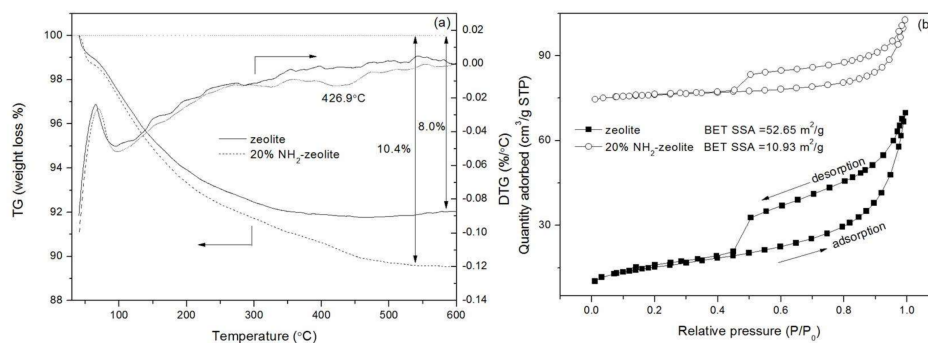 (a)
TG (weight loss %)
100
98
96
94
92
90
88
0.02
0.00
-0.02
-0.04
-0.06
-0.08
-0.10
-0.12
-0.14
DTG (%/°C)
426.9°C
8.0%
10.4%
zeolite
20% NH₂-zeolite
100 200 300 400 500 600
Temperature (°C)
(b
Quantity adsorbed (cm³/g STP)
90
60
30
zeolite BET SSA =52.65 m²/g
20% NH₂-zeolite BET SSA =10.93 m²/g
desorption
adsorption
0.0 0.2 0.4 0.6 0.8 1.0
Relative pressure (P/P₀)